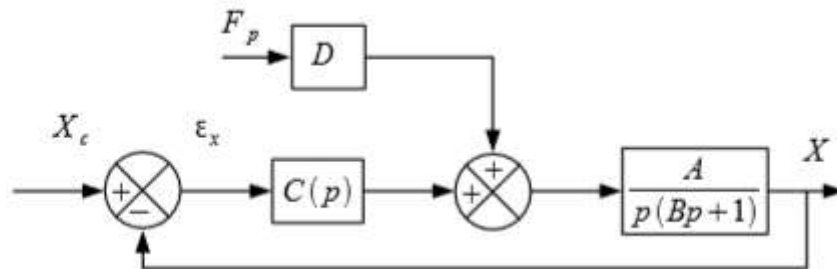 F_p
D
X_c
ε_x
C(p)
A
p(Bp+1)
X
+
−
+
+